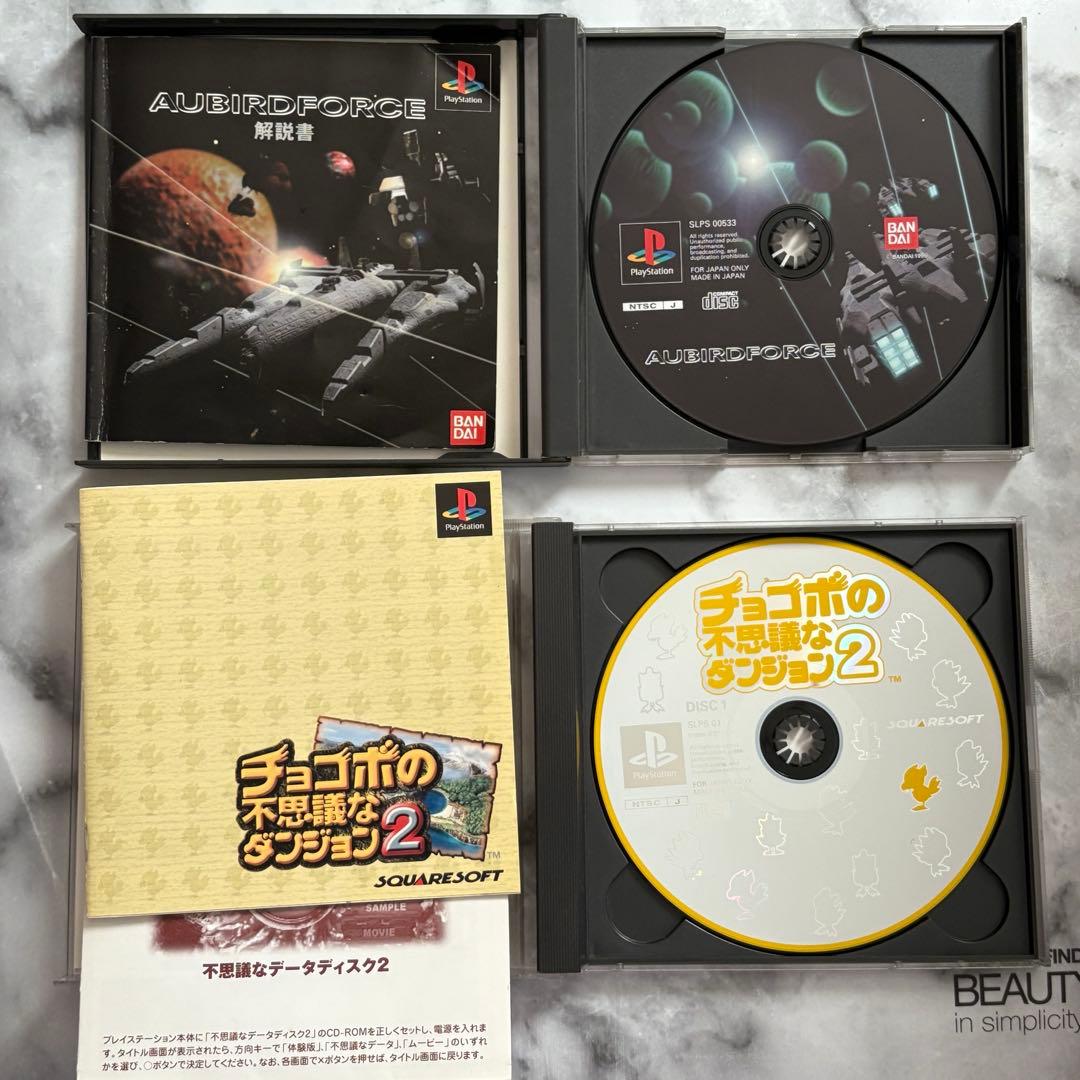 AUBIRDFORCE
解説書
PlayStation
BAN
DAI
SLPS 00533
All rights reserved.
Unauthorized public
performance,
broadcasting, and
duplication prohibited.
PlayStation
FOR JAPAN ONLY
MADE IN JAPAN
NTSC J
COMPACT
disc
BAN
DAI
© BANDAI
AUBIRDFORCE
PlayStation
チョコボの
不思議な
ダンジョン2
TM
SQUARESOFT
SAMPLE
MOVIE
不思議なデータディスク2
プレイステーション本体に「不思議なデータディスク2」のCD-ROMを正しくセットし、電源を入れま
す。タイトル画面が表示されたら、方向キーで「体験版」、「不思議なデータ」、「ムービー」のいずれ
かを選び、○ボタンで決定してください。なお、各画面で×ボタンを押せば、タイトル画面に戻ります。
チョコボの
不思議な
ダンジョン2
TM
DISC 1
SLPS 01
SQUARESOFT
PlayStation
NTSC J
FIND
BEAUTY
in simplicity